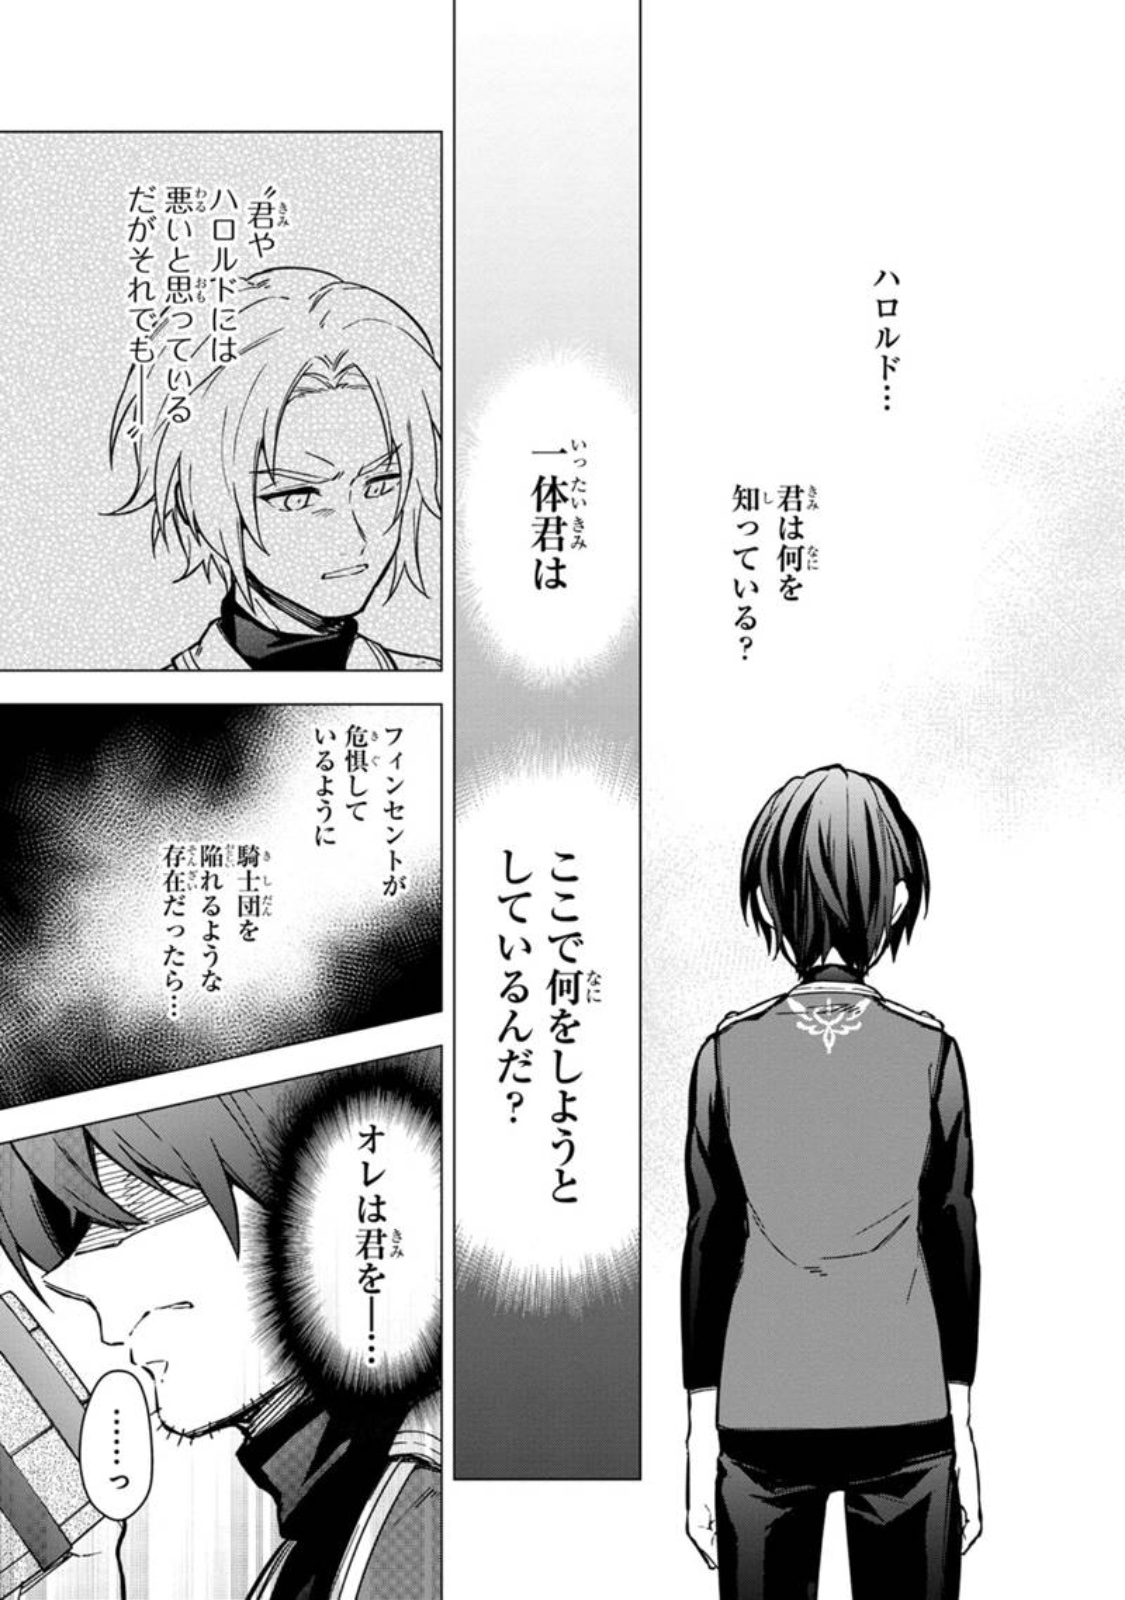 ハロルド…
君は何を
知っている?
一体君は
ここで何をしようと
しているんだ?
〝君や
ハロルドには
悪いと思っている
だがそれでも――〟
フィンセントが
危惧して
いるように
騎士団を
陥れるような
存在だったら…
オレは君を―…
……っ